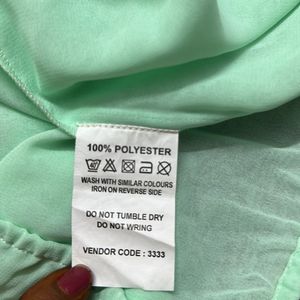 100% POLYESTER
WASH WITH SIMILAR COLOURS
IRON ON REVERSE SIDE
DO NOT TUMBLE DRY
DO NOT WRING
VENDOR CODE : 3333